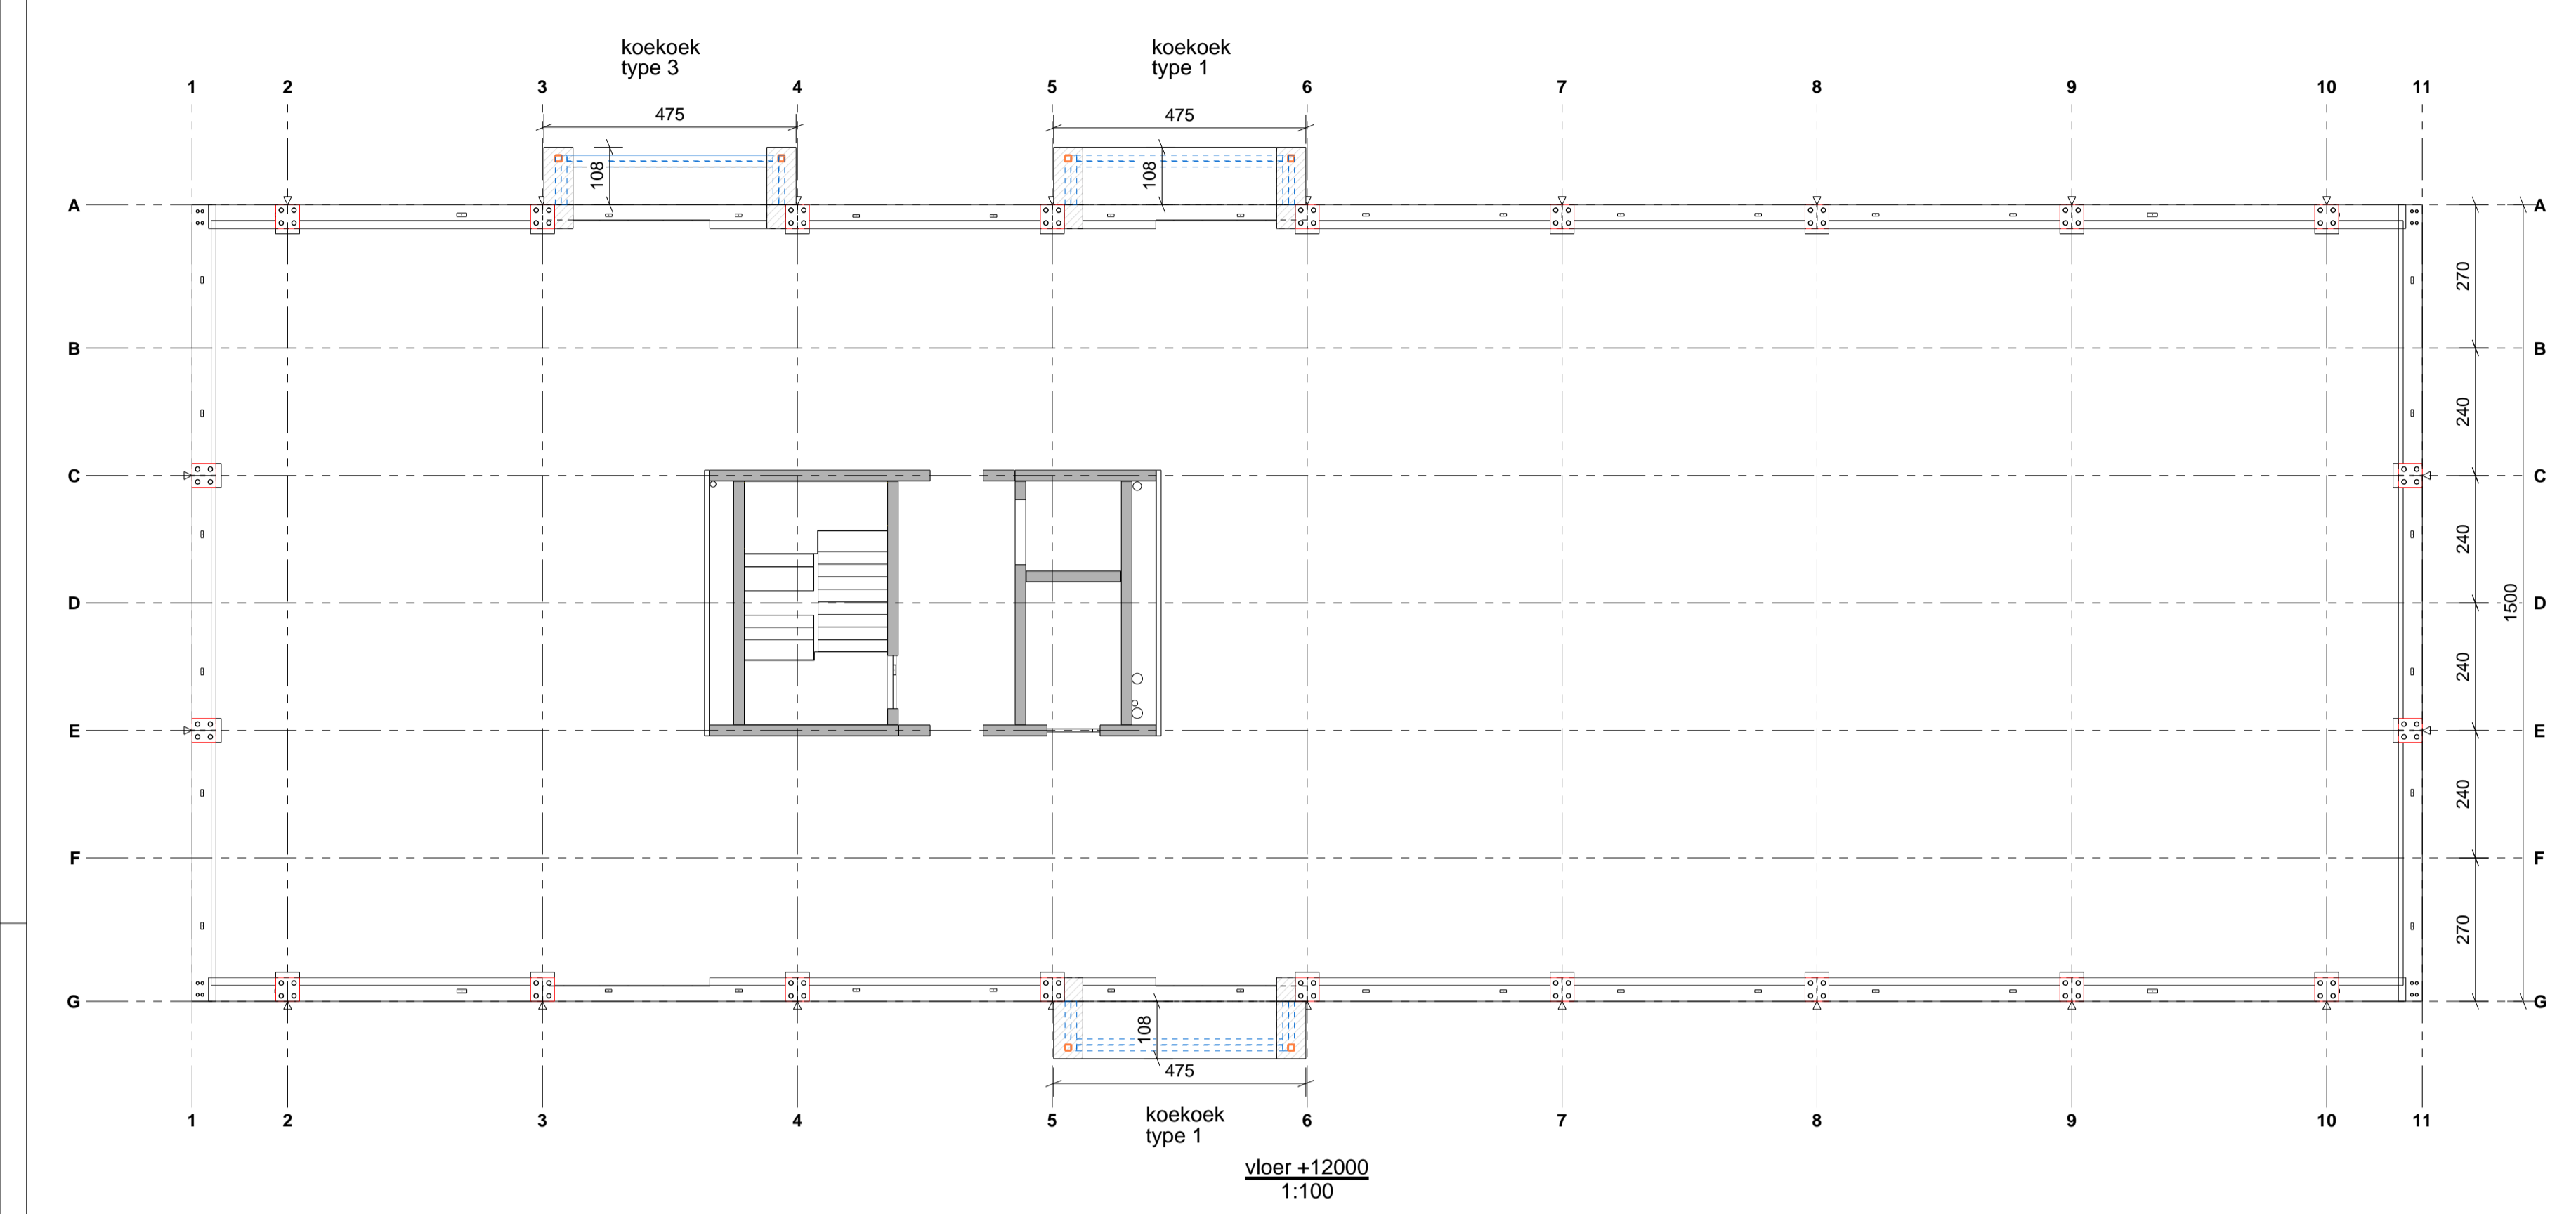 koekoek
type 3
koekoek
type 1
1 2 3 4 5 6 7 8 9 10 11
475
475
108
108
A A
270
B B
240
C C
240
D D
1500
240
E E
240
F F
270
G G
108
475
1 2 3 4 5 6 7 8 9 10 11
koekoek
type 1
vloer +12000
1:100